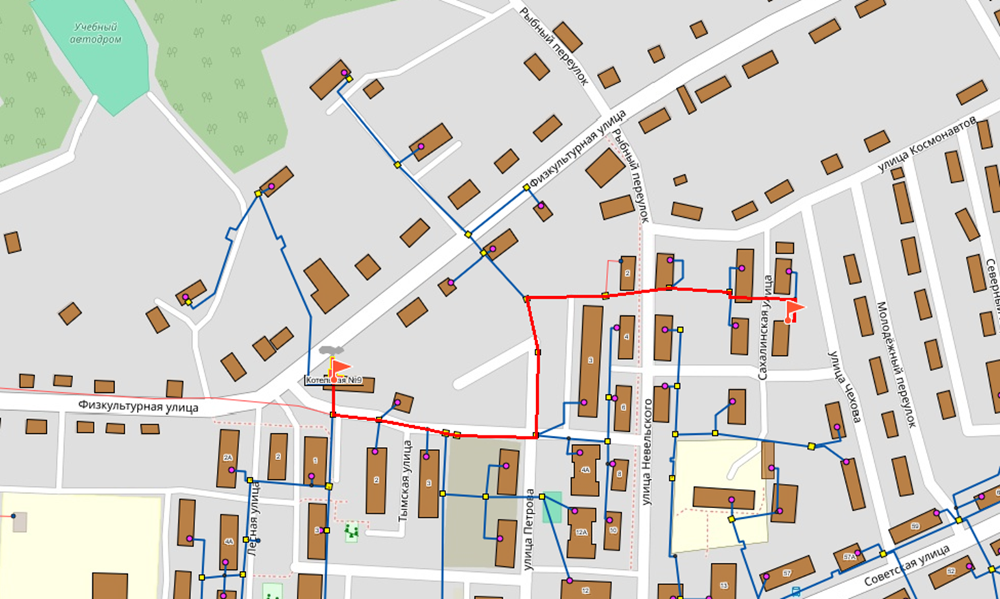 Учебный
автодром
Рыбный переулок
Физкультурная улица
Рыбный переулок
улица Космонавтов
2
4
3
6
Сахалинская улица
улица Чехова
Молодёжный переулок
Северный
Котельная №9
Физкультурная улица
2А
2
1
2
3
Тымская улица
4А
8
улица Невельского
улица Петрова
Лесная улица
3
4А
12А
10
12
13
57
57А
59
6
52
Советская улица